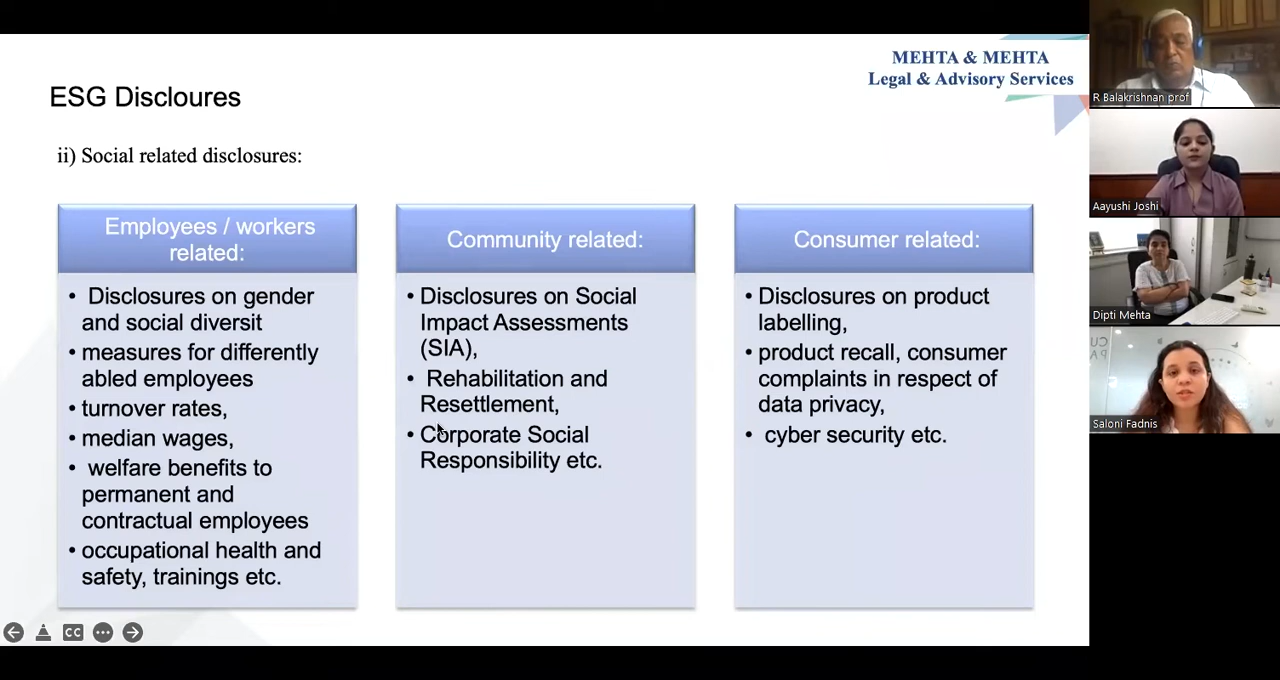 MEHTA & MEHTA
Legal & Advisory Services
ESG Discloures
ii) Social related disclosures:
Employees / workers
related:
• Disclosures on gender
and social diversit
• measures for differently
abled employees
• turnover rates,
• median wages,
• welfare benefits to
permanent and
contractual employees
• occupational health and
safety, trainings etc.
Community related:
• Disclosures on Social
Impact Assessments
(SIA),
• Rehabilitation and
Resettlement,
• Corporate Social
Responsibility etc.
Consumer related:
• Disclosures on product
labelling,
• product recall, consumer
complaints in respect of
data privacy,
• cyber security etc.
CC
R Balakrishnan prof
Aayushi Joshi
Dipti Mehta
Saloni Fadnis